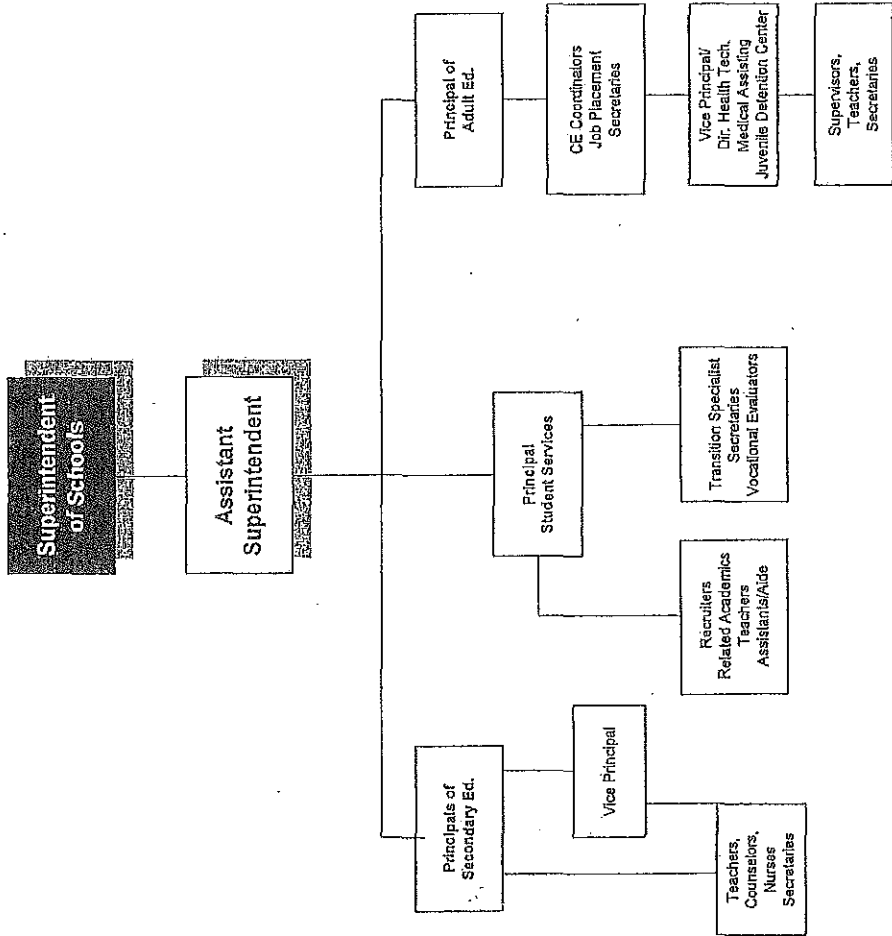 Superintendent
of Schools
Assistant
Superintendent
Principals of
Secondary Ed.
Vice Principal
Teachers,
Counselors,
Nurses
Secretaries
Principal
Student Services
Recruiters
Related Academics
Teachers
Assistants/Aide
Transition Specialist
Secretaries
Vocational Evaluators
Principal of
Adult Ed.
CE Coordinators
Job Placement
Secretaries
Vice Principal/
Dir. Health Tech.
Medical Assisting
Juvenile Detention Center
Supervisors,
Teachers,
Secretaries